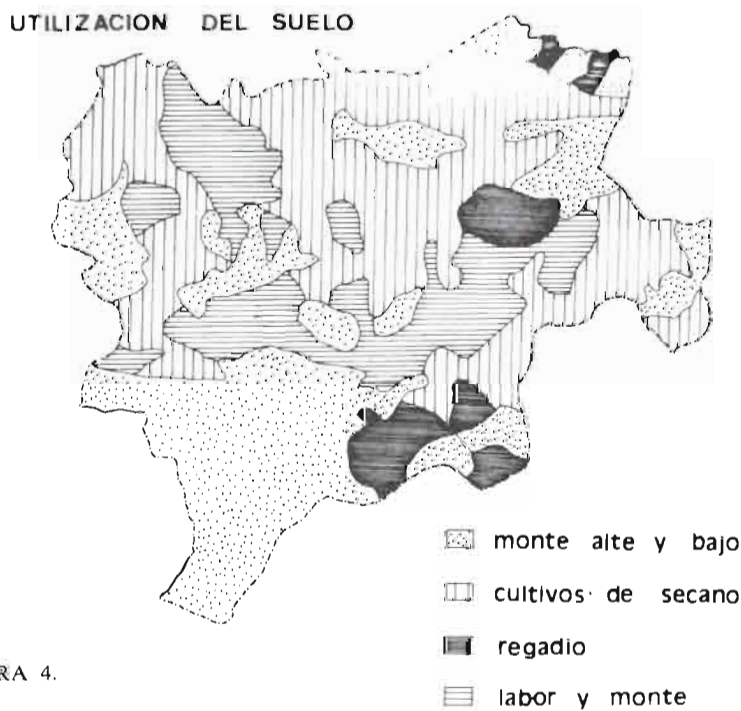 UTILIZACION DEL SUELO
monte alte y bajo
cultivos de secano
regadio
labor y monte
RA 4.